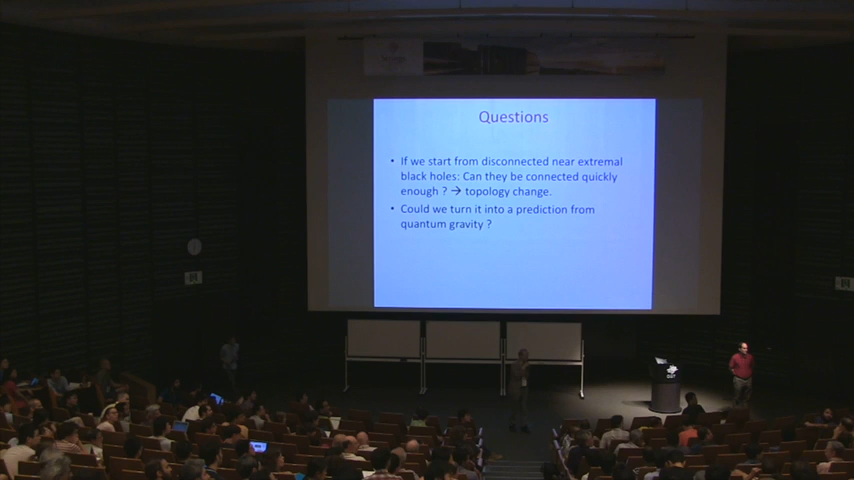 Questions
• If we start from disconnected near extremal
black holes: Can they be connected quickly
enough ? → topology change.
• Could we turn it into a prediction from
quantum gravity ?